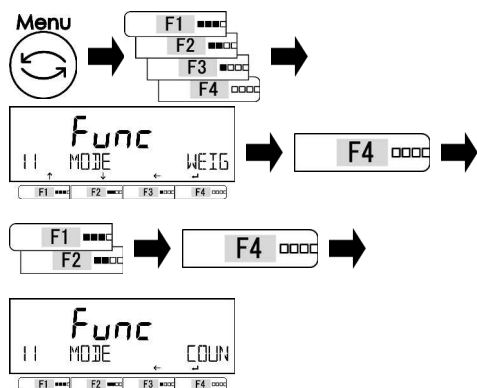 Menu
F1
F2
F3
F4
Func
11 MODE WEIG
↑ ↓ ← ↵
F1 F2 F3 F4
F4
F1
F2
F4
Func
11 MODE COUN
← ↵
F1 F2 F3 F4